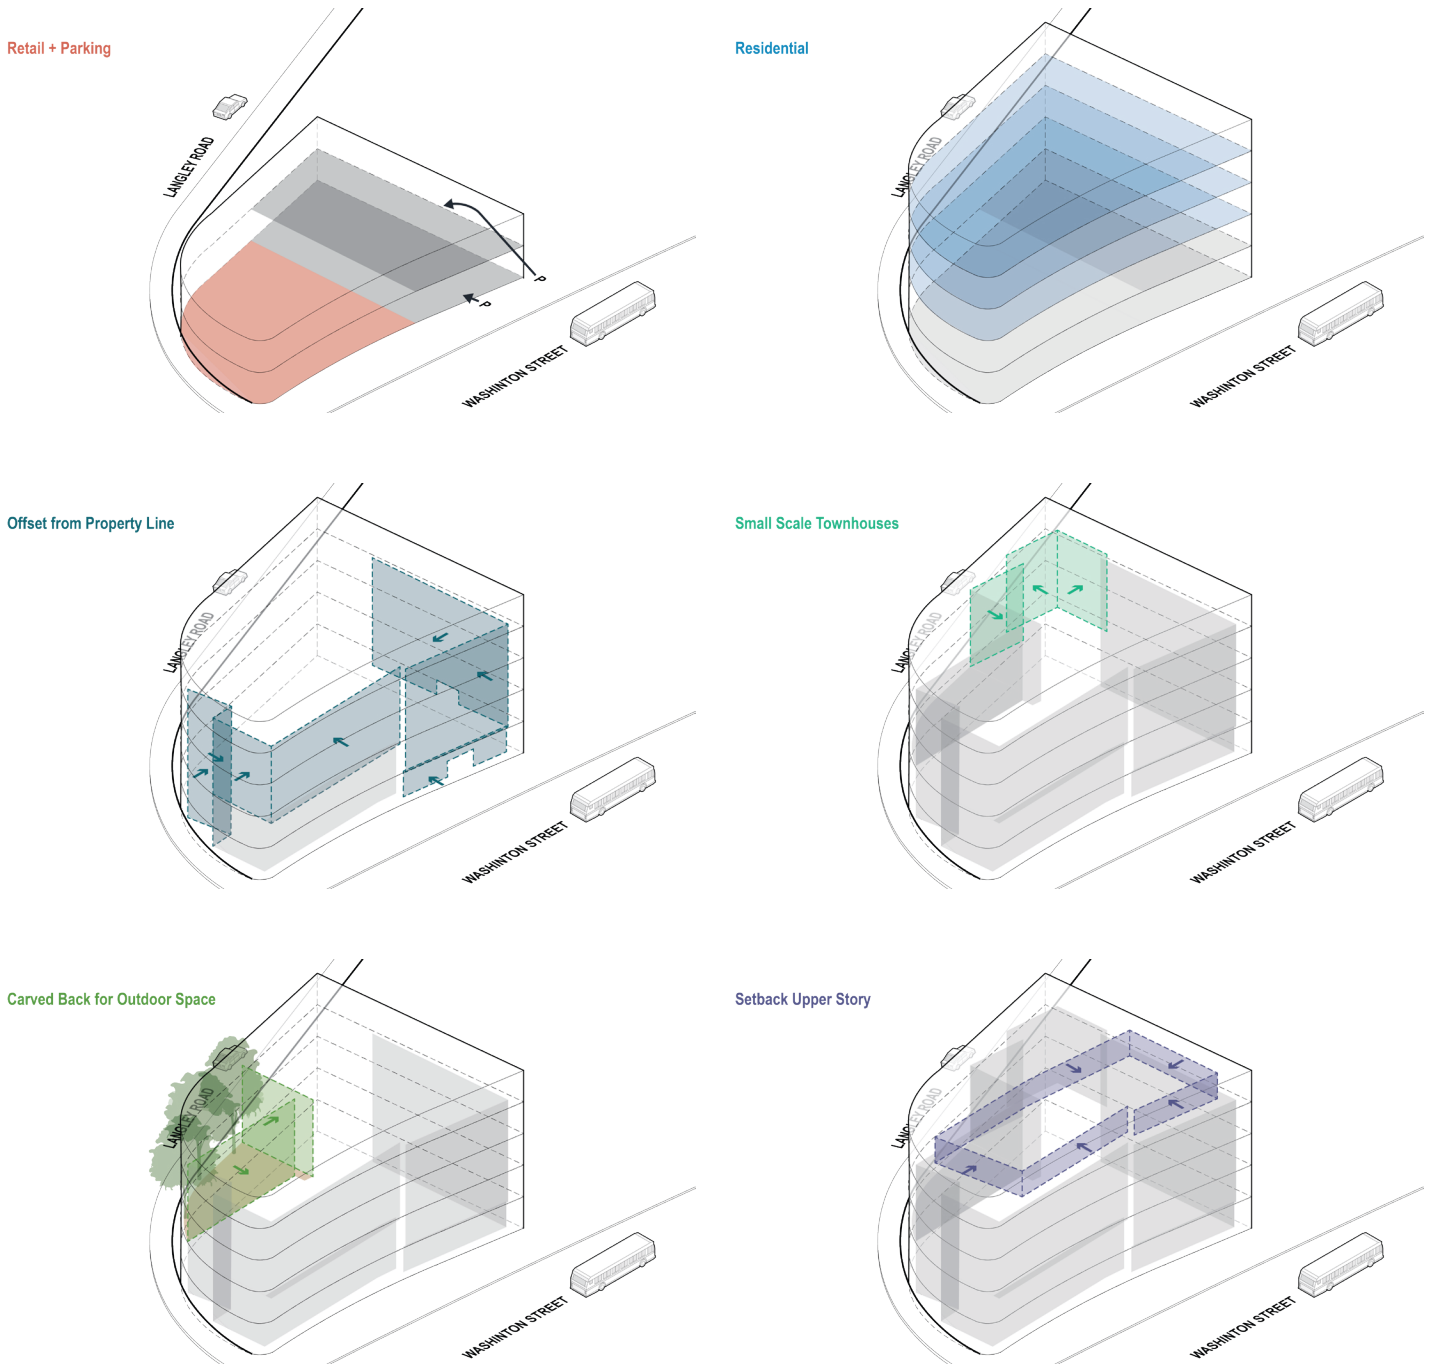 Retail + Parking
LANGLEY ROAD
P
P
WASHINTON STREET
Residential
LANGLEY ROAD
WASHINTON STREET
Offset from Property Line
LANGLEY ROAD
WASHINTON STREET
Small Scale Townhouses
LANGLEY ROAD
WASHINTON STREET
Carved Back for Outdoor Space
LANGLEY ROAD
WASHINTON STREET
Setback Upper Story
LANGLEY ROAD
WASHINTON STREET